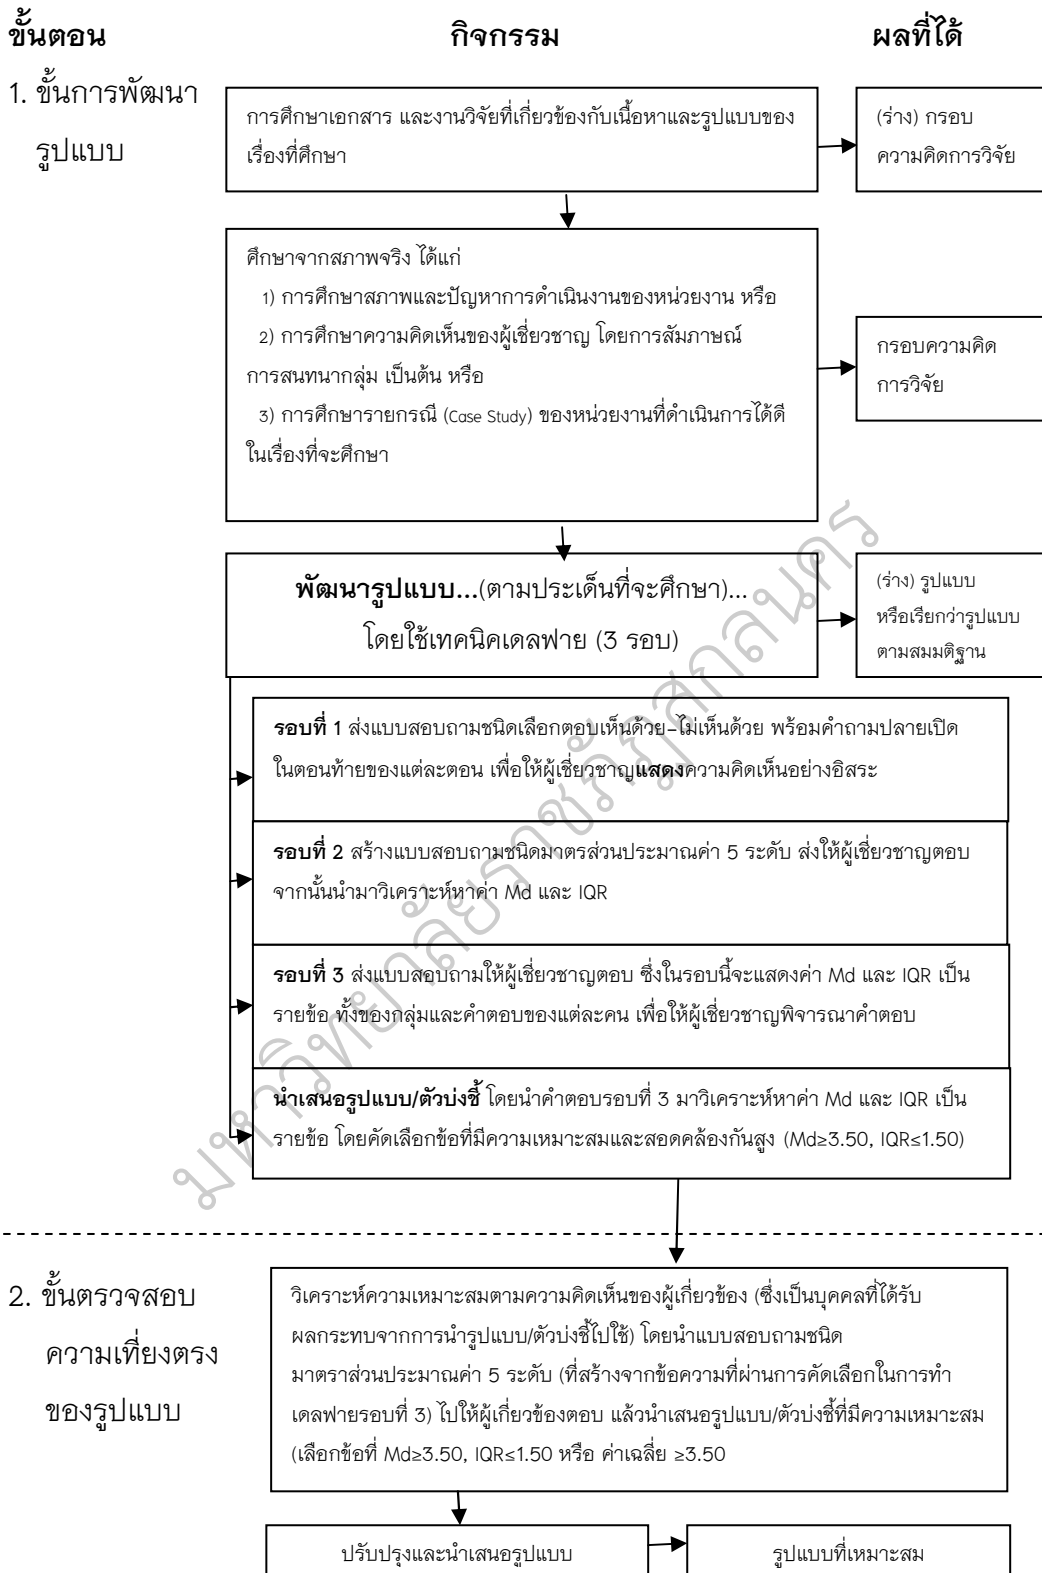 ขั้นตอน
กิจกรรม
ผลที่ได้
1. ขั้นการพัฒนา
รูปแบบ
การศึกษาเอกสาร และงานวิจัยที่เกี่ยวข้องกับเนื้อหาและรูปแบบของ
เรื่องที่ศึกษา
(ร่าง) กรอบ
ความคิดการวิจัย
ศึกษาจากสภาพจริง ได้แก่
1) การศึกษาสภาพและปัญหาการดำเนินงานของหน่วยงาน หรือ
2) การศึกษาความคิดเห็นของผู้เชี่ยวชาญ โดยการสัมภาษณ์
การสนทนากลุ่ม เป็นต้น หรือ
3) การศึกษารายกรณี (Case Study) ของหน่วยงานที่ดำเนินการได้ดี
ในเรื่องที่จะศึกษา
กรอบความคิด
การวิจัย
พัฒนารูปแบบ...(ตามประเด็นที่จะศึกษา)...
โดยใช้เทคนิคเดลฟาย (3 รอบ)
(ร่าง) รูปแบบ
หรือเรียกว่ารูปแบบ
ตามสมมติฐาน
รอบที่ 1 ส่งแบบสอบถามชนิดเลือกตอบเห็นด้วย-ไม่เห็นด้วย พร้อมคำถามปลายเปิด
ในตอนท้ายของแต่ละตอน เพื่อให้ผู้เชี่ยวชาญแสดงความคิดเห็นอย่างอิสระ
รอบที่ 2 สร้างแบบสอบถามชนิดมาตรส่วนประมาณค่า 5 ระดับ ส่งให้ผู้เชี่ยวชาญตอบ
จากนั้นนำมาวิเคราะห์หาค่า Md และ IQR
รอบที่ 3 ส่งแบบสอบถามให้ผู้เชี่ยวชาญตอบ ซึ่งในรอบนี้จะแสดงค่า Md และ IQR เป็น
รายข้อ ทั้งของกลุ่มและคำตอบของแต่ละคน เพื่อให้ผู้เชี่ยวชาญพิจารณาคำตอบ
นำเสนอรูปแบบ/ตัวบ่งชี้ โดยนำคำตอบรอบที่ 3 มาวิเคราะห์หาค่า Md และ IQR เป็น
รายข้อ โดยคัดเลือกข้อที่มีความเหมาะสมและสอดคล้องกันสูง (Md≥3.50, IQR≤1.50)
มหาวิทยาลัยราชภัฏสกลนคร
2. ขั้นตรวจสอบ
ความเที่ยงตรง
ของรูปแบบ
วิเคราะห์ความเหมาะสมตามความคิดเห็นของผู้เกี่ยวข้อง (ซึ่งเป็นบุคคลที่ได้รับ
ผลกระทบจากการนำรูปแบบ/ตัวบ่งชี้ไปใช้) โดยนำแบบสอบถามชนิด
มาตราส่วนประมาณค่า 5 ระดับ (ที่สร้างจากข้อความที่ผ่านการคัดเลือกในการทำ
เดลฟายรอบที่ 3) ไปให้ผู้เกี่ยวข้องตอบ แล้วนำเสนอรูปแบบ/ตัวบ่งชี้ที่มีความเหมาะสม
(เลือกข้อที่ Md≥3.50, IQR≤1.50 หรือ ค่าเฉลี่ย ≥3.50
ปรับปรุงและนำเสนอรูปแบบ
รูปแบบที่เหมาะสม